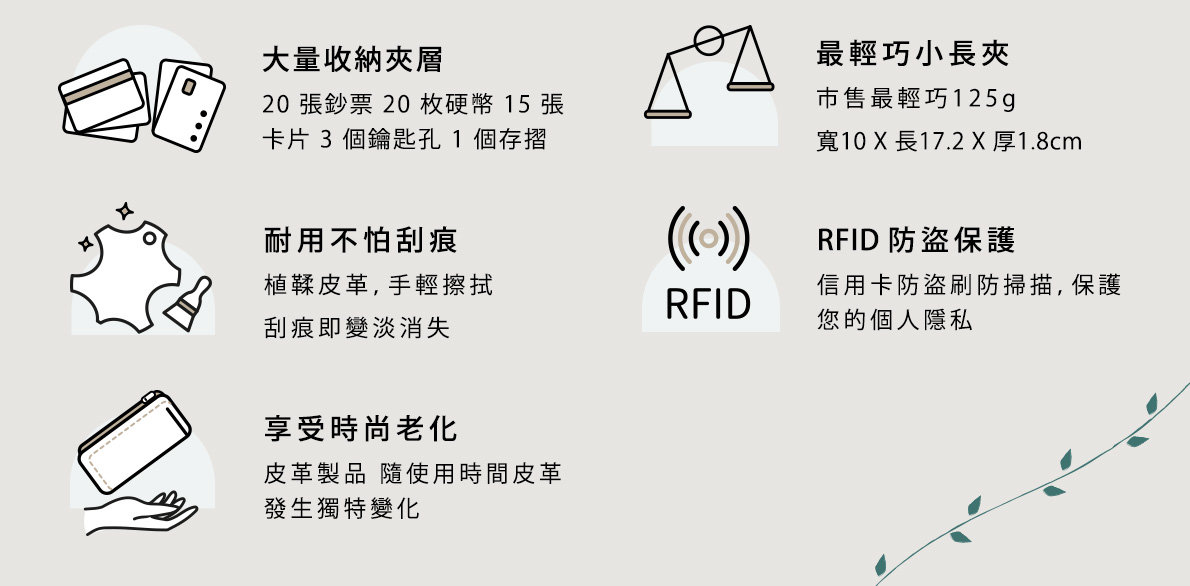 大量收納夾層
20 張鈔票 20 枚硬幣 15 張
卡片 3 個鑰匙孔 1 個存摺
最輕巧小長夾
市售最輕巧125g
寬10 X 長17.2 X 厚1.8cm
耐用不怕刮痕
植鞣皮革, 手輕擦拭
刮痕即變淡消失
RFID
RFID 防盜保護
信用卡防盜刷防掃描, 保護
您的個人隱私
享受時尚老化
皮革製品 隨使用時間皮革
發生獨特變化